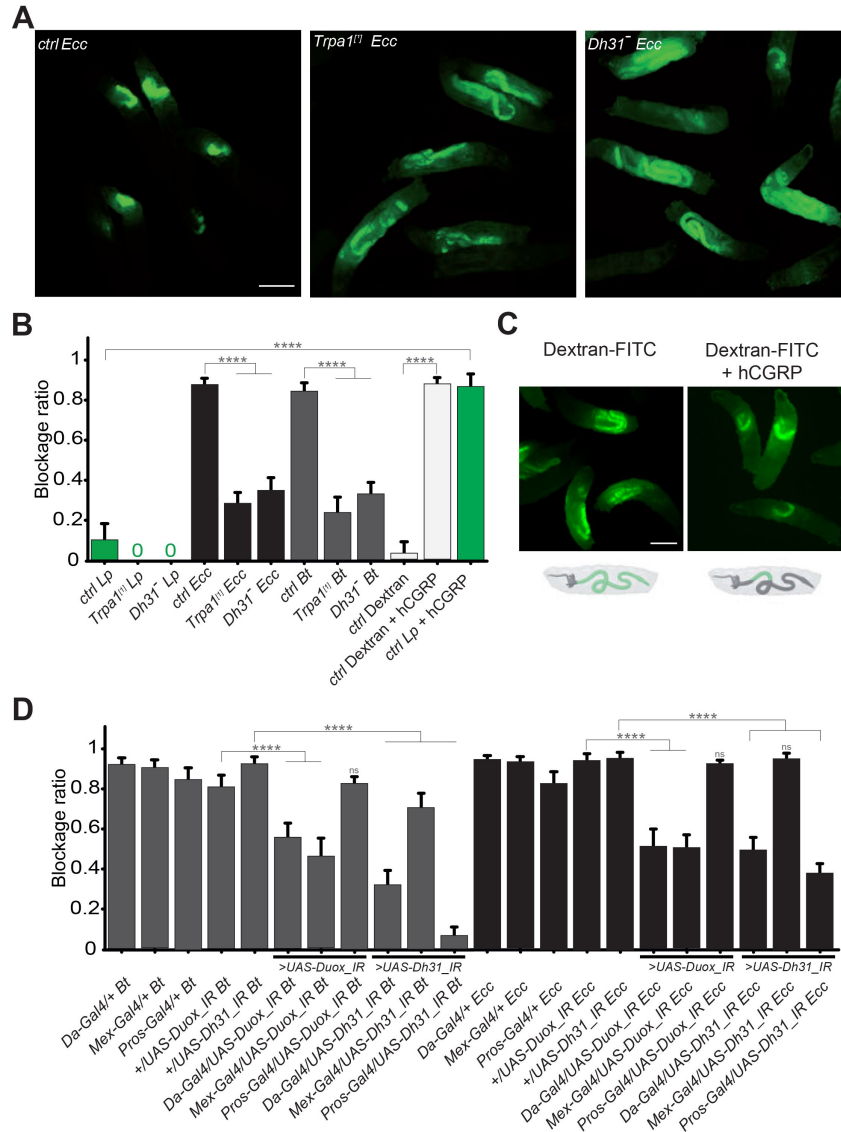 A
ctrl Ecc
Trpa1[1] Ecc
Dh31- Ecc
B
Blockage ratio
1
0.8
0.6
0.4
0.2
0
****
****
****
****
0
0
ctrl Lp
Trpa1[1] Lp
Dh31- Lp
ctrl Ecc
Trpa1[1] Ecc
Dh31- Ecc
ctrl Bt
Trpa1[1] Bt
Dh31- Bt
ctrl Dextran
ctrl Dextran + hCGRP
ctrl Lp + hCGRP
C
Dextran-FITC
Dextran-FITC
+ hCGRP
D
Blockage ratio
1
0.8
0.6
0.4
0.2
0
****
****
ns
****
****
ns
ns
>UAS-Duox_IR
>UAS-Dh31_IR
>UAS-Duox_IR
>UAS-Dh31_IR
Da-Gal4/+ Bt
Mex-Gal4/+ Bt
Pros-Gal4/+ Bt
+/UAS-Duox_IR Bt
+/UAS-Dh31_IR Bt
Da-Gal4/UAS-Duox_IR Bt
Mex-Gal4/UAS-Duox_IR Bt
Pros-Gal4/UAS-Duox_IR Bt
Da-Gal4/UAS-Dh31_IR Bt
Mex-Gal4/UAS-Dh31_IR Bt
Pros-Gal4/UAS-Dh31_IR Bt
Da-Gal4/+ Ecc
Mex-Gal4/+ Ecc
Pros-Gal4/+ Ecc
+/UAS-Duox_IR Ecc
+/UAS-Dh31_IR Ecc
Da-Gal4/UAS-Duox_IR Ecc
Mex-Gal4/UAS-Duox_IR Ecc
Pros-Gal4/UAS-Duox_IR Ecc
Da-Gal4/UAS-Dh31_IR Ecc
Mex-Gal4/UAS-Dh31_IR Ecc
Pros-Gal4/UAS-Dh31_IR Ecc